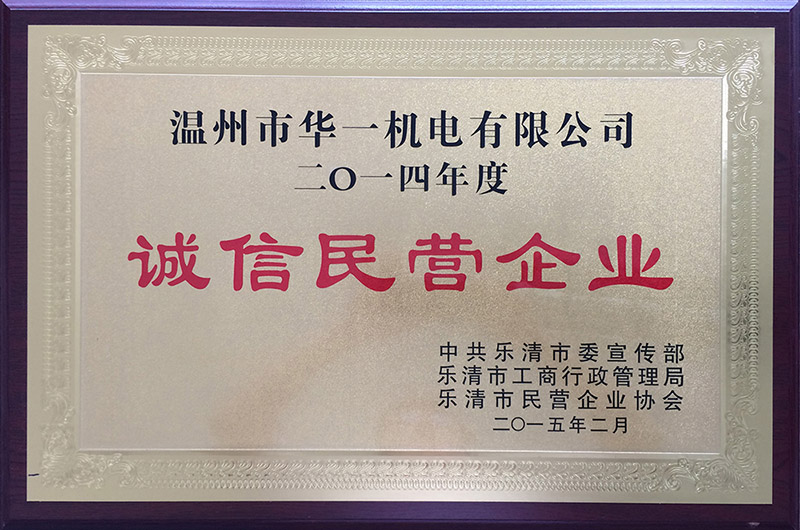 温州市华一机电有限公司
二〇一四年度
诚信民营企业
中共乐清市委宣传部
乐清市工商行政管理局
乐清市民营企业协会
二〇一五年二月